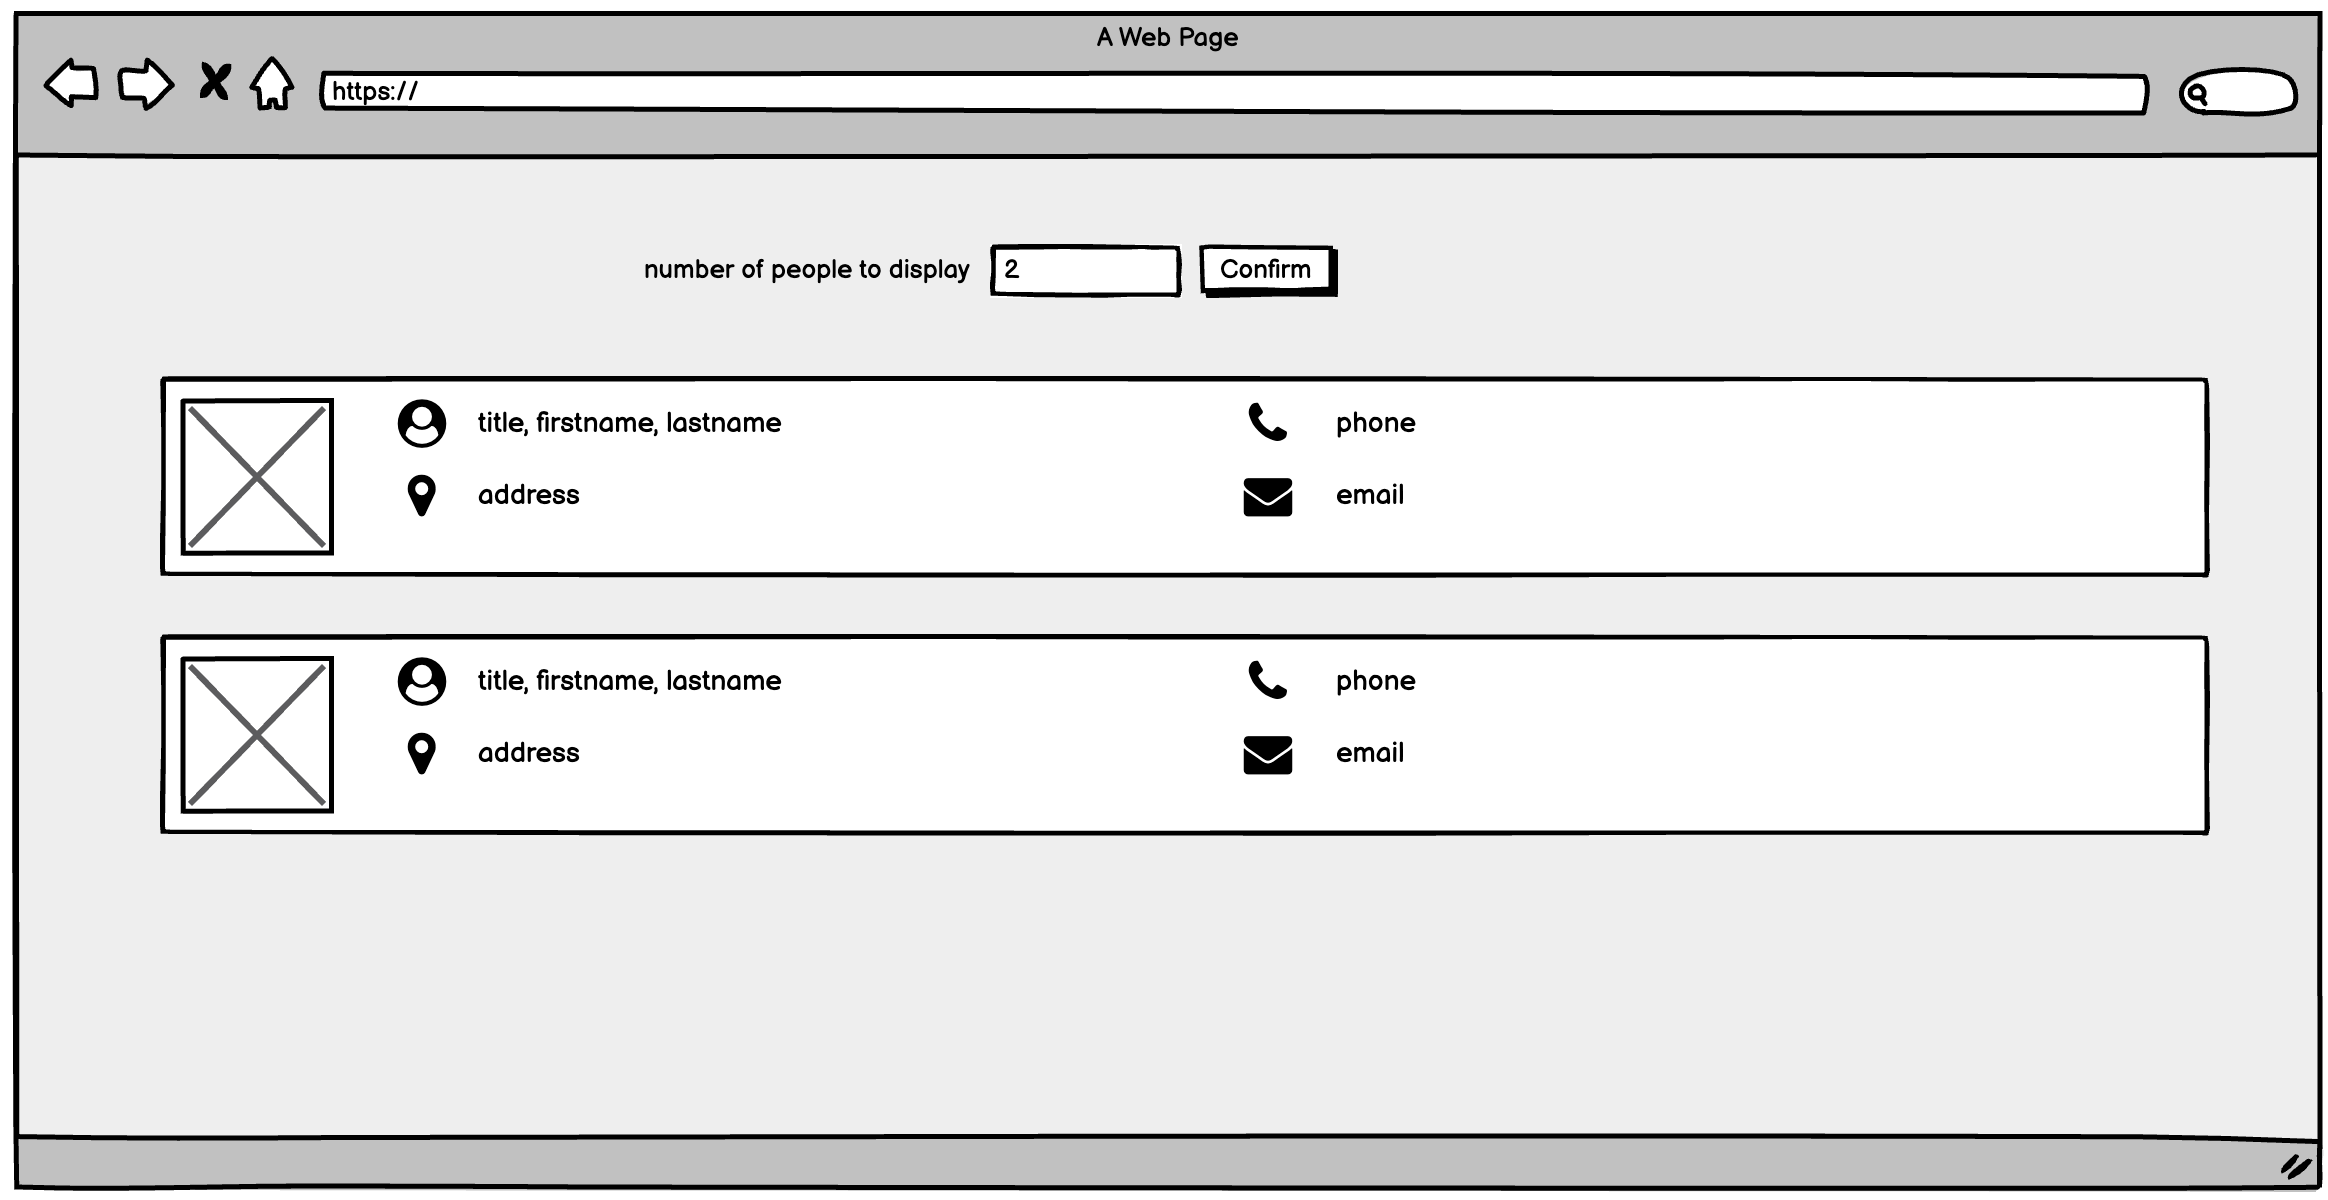 A Web Page
https://
number of people to display 2 Confirm
title, firstname, lastname phone
address email
title, firstname, lastname phone
address email